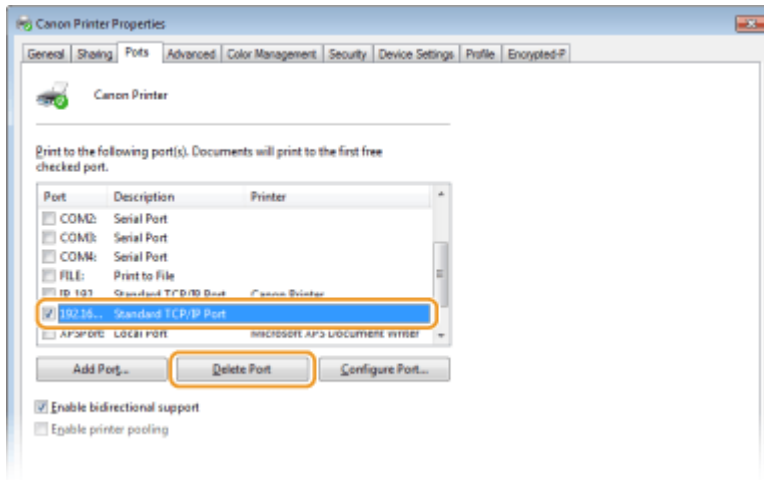 Canon Printer Properties
General Sharing Ports Advanced Color Management Security Device Settings Profile Encrypted-P
Canon Printer
Print to the following port(s). Documents will print to the first free
checked port.
Port Description Printer
COM2: Serial Port
COM3: Serial Port
COM4: Serial Port
FILE: Print to File
IP_192 Standard TCP/IP Port Canon Printer
192.16... Standard TCP/IP Port
XPSPort: Local Port Microsoft XPS Document Writer
Add Port... Delete Port Configure Port...
Enable bidirectional support
Enable printer pooling